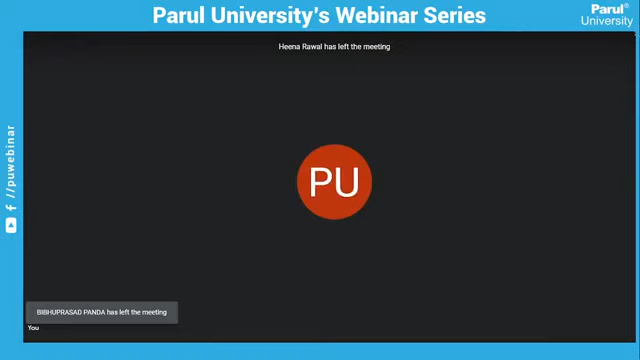 Parul University's Webinar Series
Parul®
University
Heena Rawal has left the meeting
PU
f //puwebinar
BIBHUPRASAD PANDA has left the meeting
You